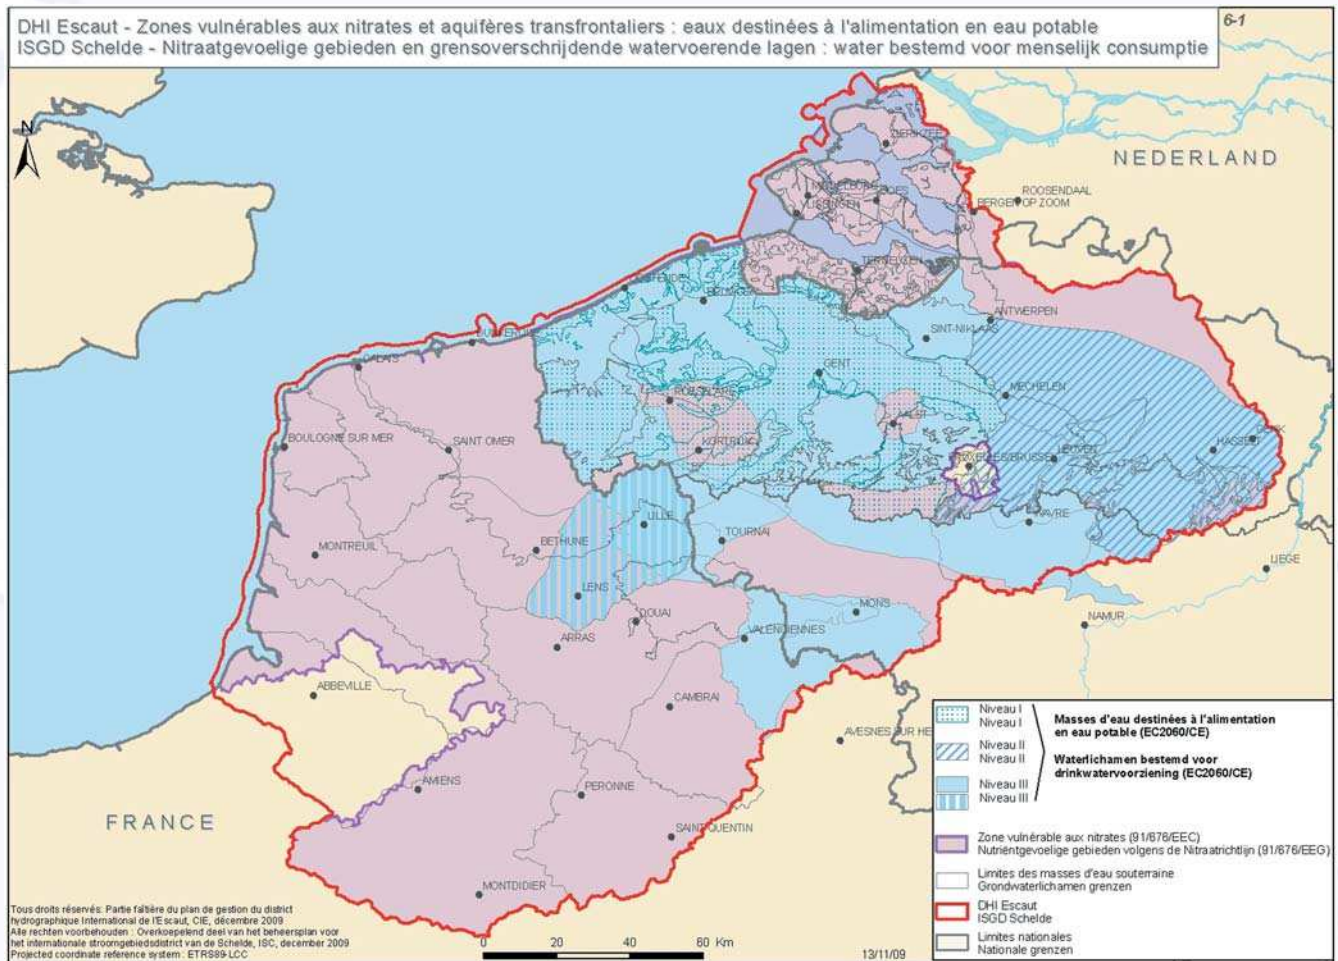 DHI Escaut - Zones vulnérables aux nitrates et aquifères transfrontaliers : eaux destinées à l'alimentation en eau potable
ISGD Schelde - Nitraatgevoelige gebieden en grensoverschrijdende watervoerende lagen : water bestemd voor menselijk consumptie
6-1
N
NEDERLAND
ZIERIKZEE
ROOSENDAAL
BERGEN OP ZOOM
GOES
VLISSINGEN
TERNEUZEN
ANTWERPEN
SINT-NIKLAAS
GENT
MECHELEN
CALAIS
ROESELARE
AALST
KORTRIJK
BOULOGNE SUR MER
SAINT OMER
LEUVEN
HASSELT
BRUXELLES/BRUSSEL
LILLE
WAVRE
TOURNAI
BETHUNE
MONTREUIL
LIEGE
LENS
MONS
NAMUR
DOUAI
VALENCIENNES
ARRAS
ABBEVILLE
CAMBRAI
AVESNES SUR HE
AMIENS
PERONNE
FRANCE
SAINT QUENTIN
MONTDIDIER
Niveau I
Niveau I
Niveau II
Niveau II
Niveau III
Niveau III
Masses d'eau destinées à l'alimentation
en eau potable (EC2060/CE)
Waterlichamen bestemd voor
drinkwatervoorziening (EC2060/CE)
Zone vulnérable aux nitrates (91/676/EEC)
Nutriëntgevoelige gebieden volgens de Nitraatrichtlijn (91/676/EEG)
Limites des masses d'eau souterraine
Grondwaterlichamen grenzen
DHI Escaut
ISGD Schelde
Limites nationales
Nationale grenzen
Tous droits réservés: Partie faîtière du plan de gestion du district
hydrographique International de l'Escaut, CIE, décembre 2009
Alle rechten voorbehouden : Overkoepelend deel van het beheersplan voor
het internationale stroomgebiedsdistrict van de Schelde, ISC, december 2009
Projected coordinate reference system : ETRS89-LCC
0 20 40 80 Km
13/11/09